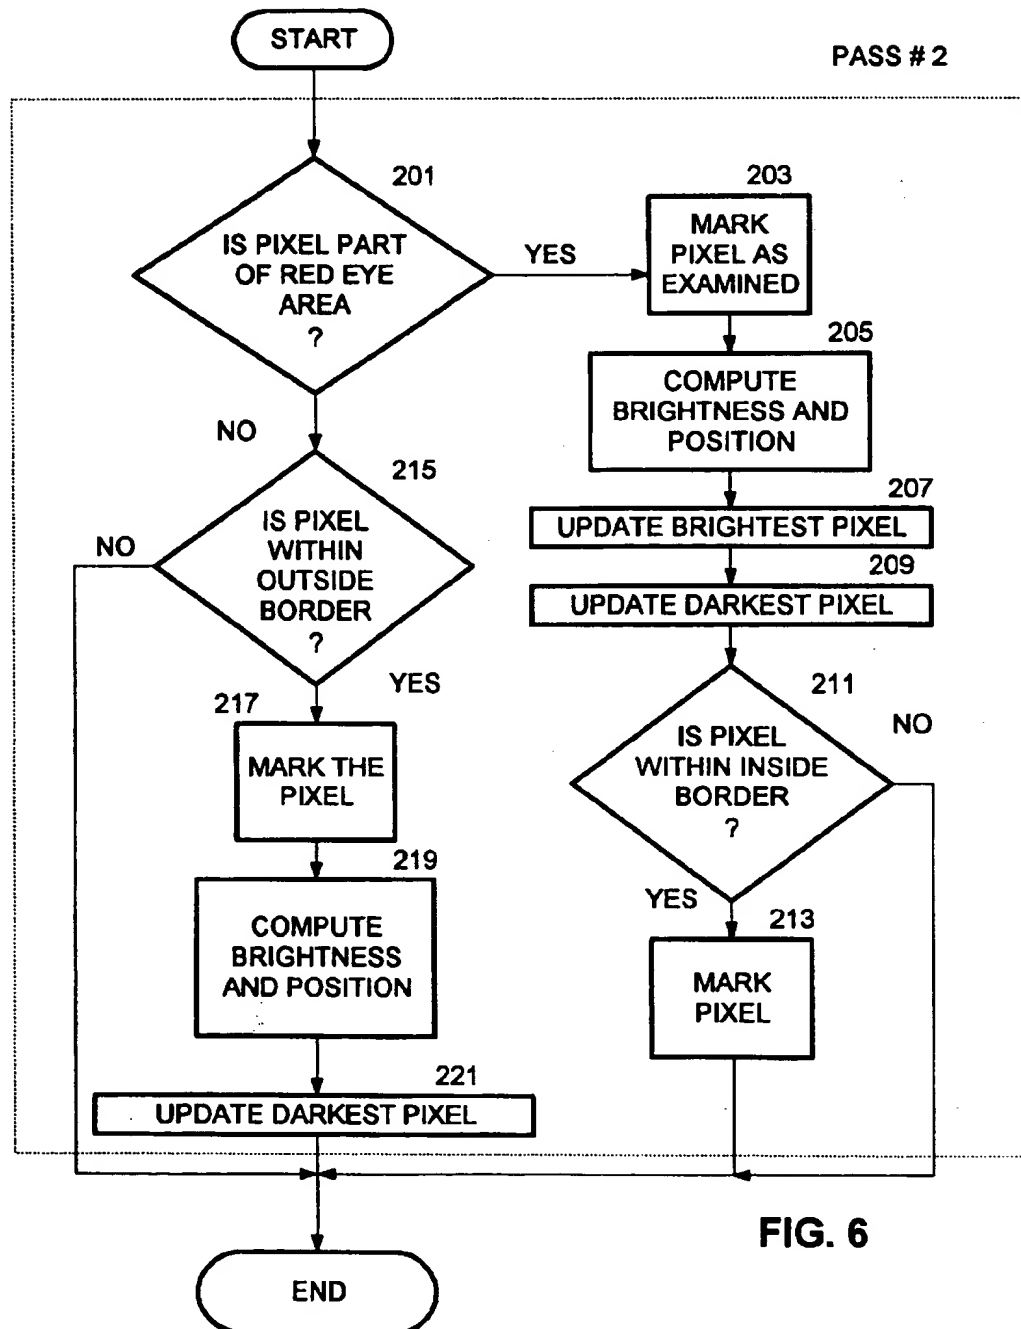 START
PASS # 2
201
IS PIXEL PART
OF RED EYE
AREA
?
YES
NO
203
MARK
PIXEL AS
EXAMINED
205
COMPUTE
BRIGHTNESS AND
POSITION
207
UPDATE BRIGHTEST PIXEL
209
UPDATE DARKEST PIXEL
211
IS PIXEL
WITHIN INSIDE
BORDER
?
NO
YES
213
MARK
PIXEL
215
IS PIXEL
WITHIN
OUTSIDE
BORDER
?
NO
YES
217
MARK THE
PIXEL
219
COMPUTE
BRIGHTNESS
AND POSITION
221
UPDATE DARKEST PIXEL
FIG. 6
END